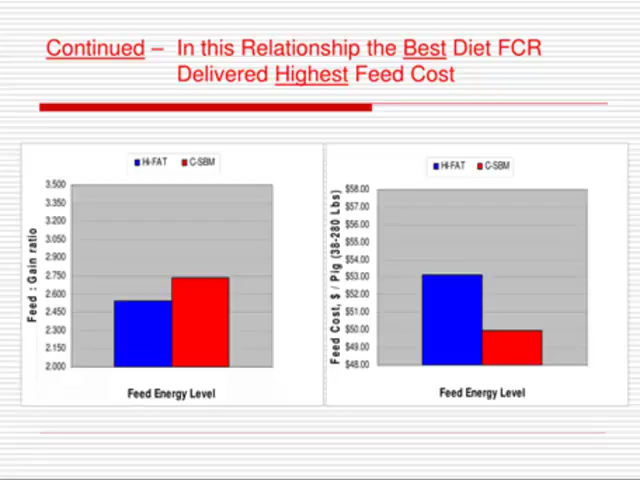 Continued – In this Relationship the Best Diet FCR
Delivered Highest Feed Cost
HI-FAT C-SBM
3.500
3.350
3.200
3.050
2.900
2.750
2.600
2.450
2.300
2.150
2.000
Feed : Gain ratio
Feed Energy Level
HI-FAT C-SBM
$58.00
$57.00
$56.00
$55.00
$54.00
$53.00
$52.00
$51.00
$50.00
$49.00
$48.00
Feed Cost, $ / Pig (38-280 Lbs)
Feed Energy Level